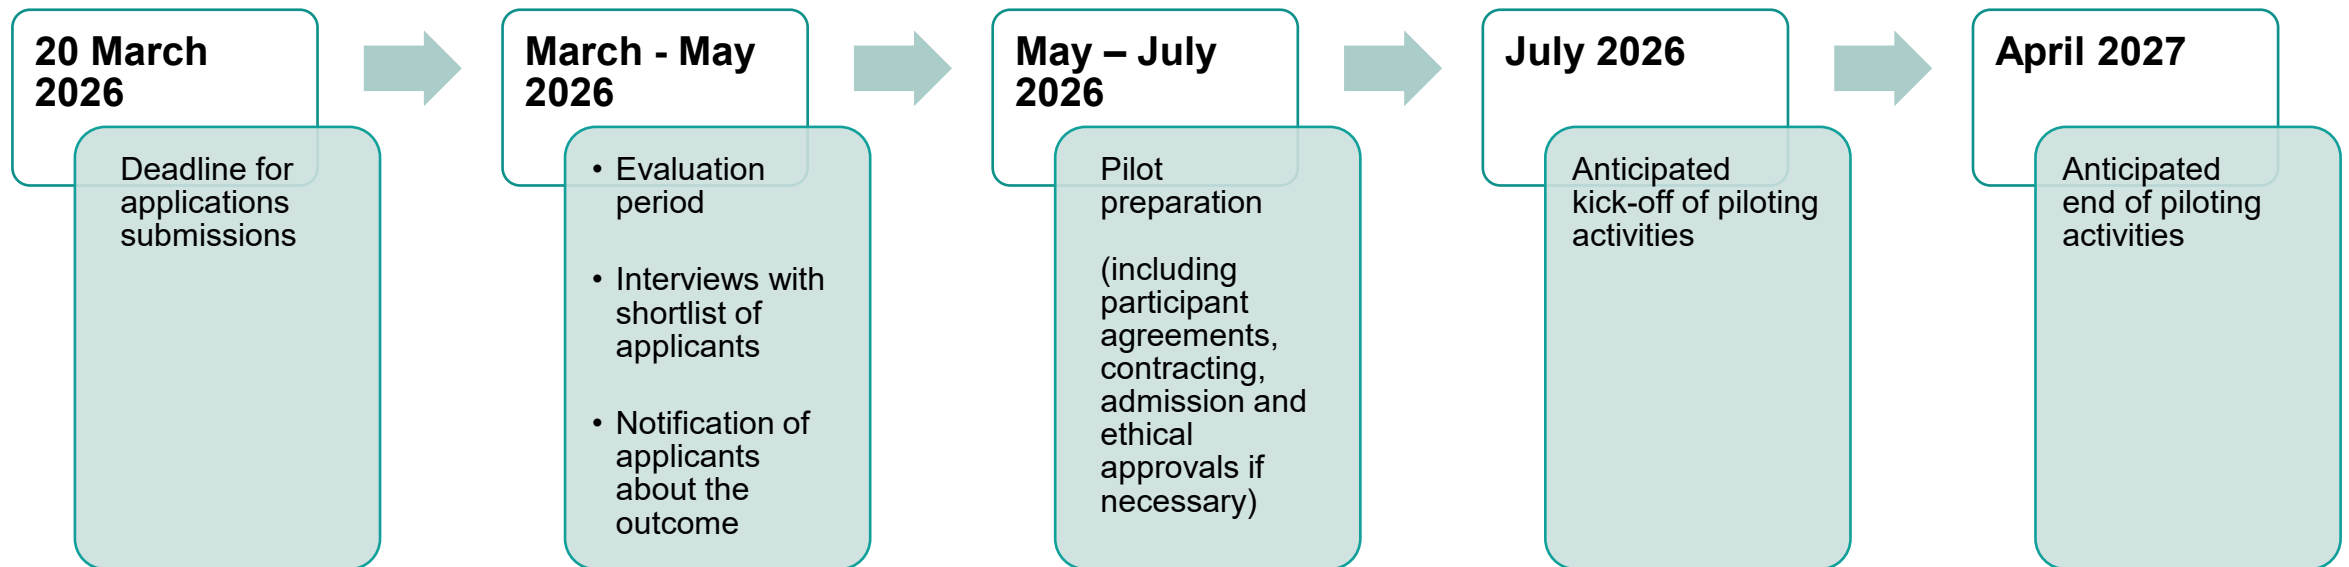 20 March
2026
Deadline for
applications
submissions
March - May
2026
• Evaluation
period
• Interviews with
shortlist of
applicants
• Notification of
applicants
about the
outcome
May – July
2026
Pilot
preparation
(including
participant
agreements,
contracting,
admission and
ethical
approvals if
necessary)
July 2026
Anticipated
kick-off of piloting
activities
April 2027
Anticipated
end of piloting
activities